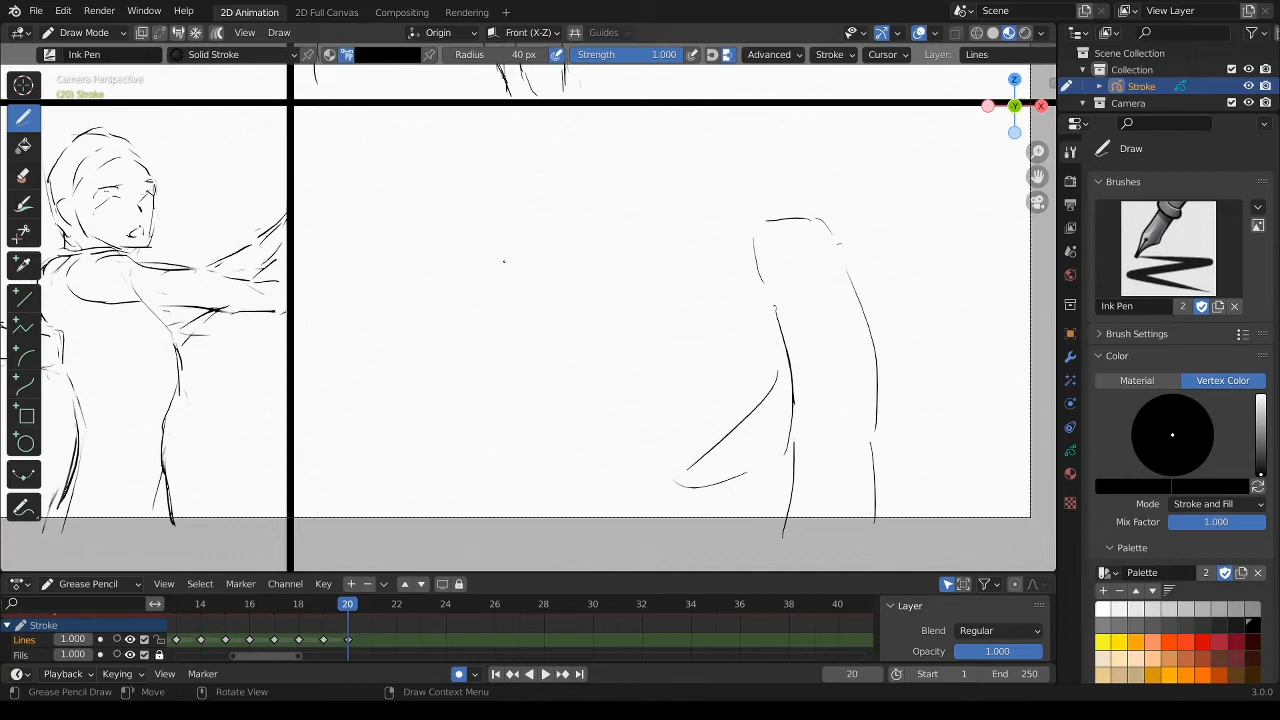 File Edit Render Window Help 2D Animation 2D Full Canvas Compositing Rendering + Scene View Layer
Draw Mode View Draw Origin Front (X-Z) Guides
Ink Pen Solid Stroke Radius 40 px Strength 1.000 Advanced Stroke Cursor Layer: Lines
Camera Perspective
(20) Stroke
Z
Y
X
Scene Collection
Collection
Stroke
Camera
Draw
Brushes
Ink Pen 2
Brush Settings
Color
Material Vertex Color
Mode Stroke and Fill
Mix Factor 1.000
Palette
Palette 2
Grease Pencil View Select Marker Channel Key
14 16 18 20 22 24 26 28 30 32 34 36 38 40
Stroke
Lines 1.000
Fills 1.000
Layer
Blend Regular
Opacity 1.000
Playback Keying View Marker 20 Start 1 End 250
Grease Pencil Draw Move Rotate View Draw Context Menu 3.0.0